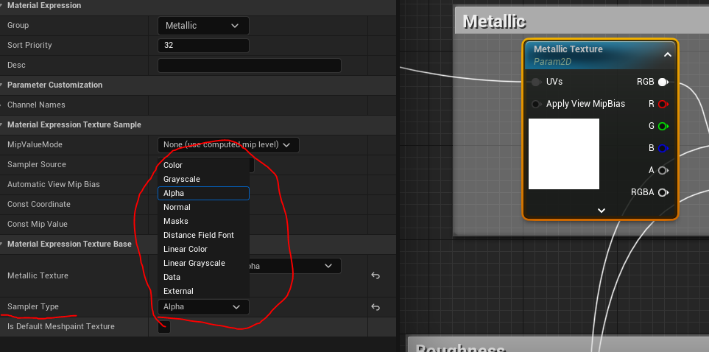 Material Expression
Group
Metallic
Sort Priority
32
Desc
Parameter Customization
Channel Names
Material Expression Texture Sample
MipValueMode
None (use computed mip level)
Sampler Source
Automatic View Mip Bias
Const Coordinate
Const Mip Value
Color
Grayscale
Alpha
Normal
Masks
Distance Field Font
Linear Color
Linear Grayscale
Data
External
Material Expression Texture Base
Metallic Texture
Sampler Type
Alpha
Is Default Meshpaint Texture
Metallic
Metallic Texture
Param2D
UVs
RGB
Apply View MipBias
R
G
B
A
RGBA
Roughness